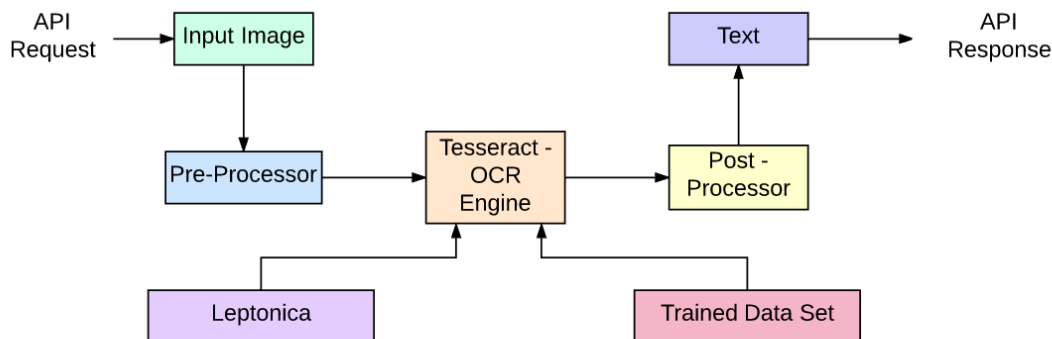 API
Request
Input Image
Text
API
Response
Pre-Processor
Tesseract -
OCR
Engine
Post -
Processor
Leptonica
Trained Data Set